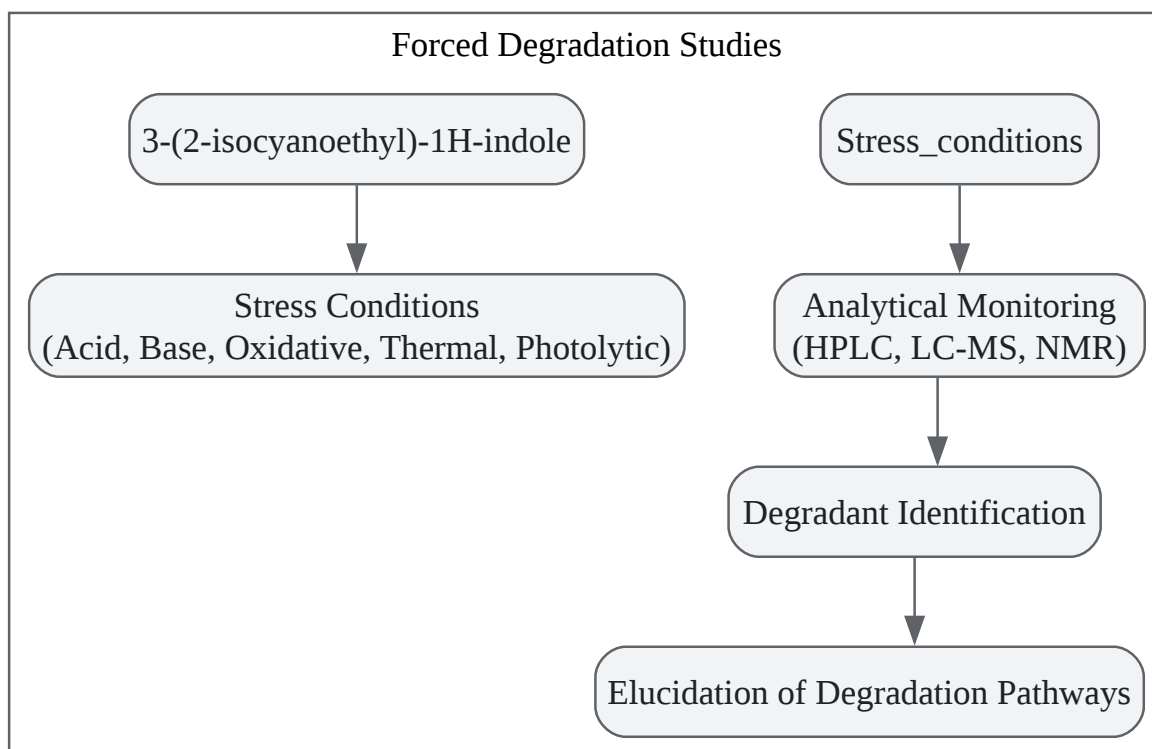 Forced Degradation Studies
3-(2-isocyanoethyl)-1H-indole
Stress_conditions
Stress Conditions
(Acid, Base, Oxidative, Thermal, Photolytic)
Analytical Monitoring
(HPLC, LC-MS, NMR)
Degradant Identification
Elucidation of Degradation Pathways